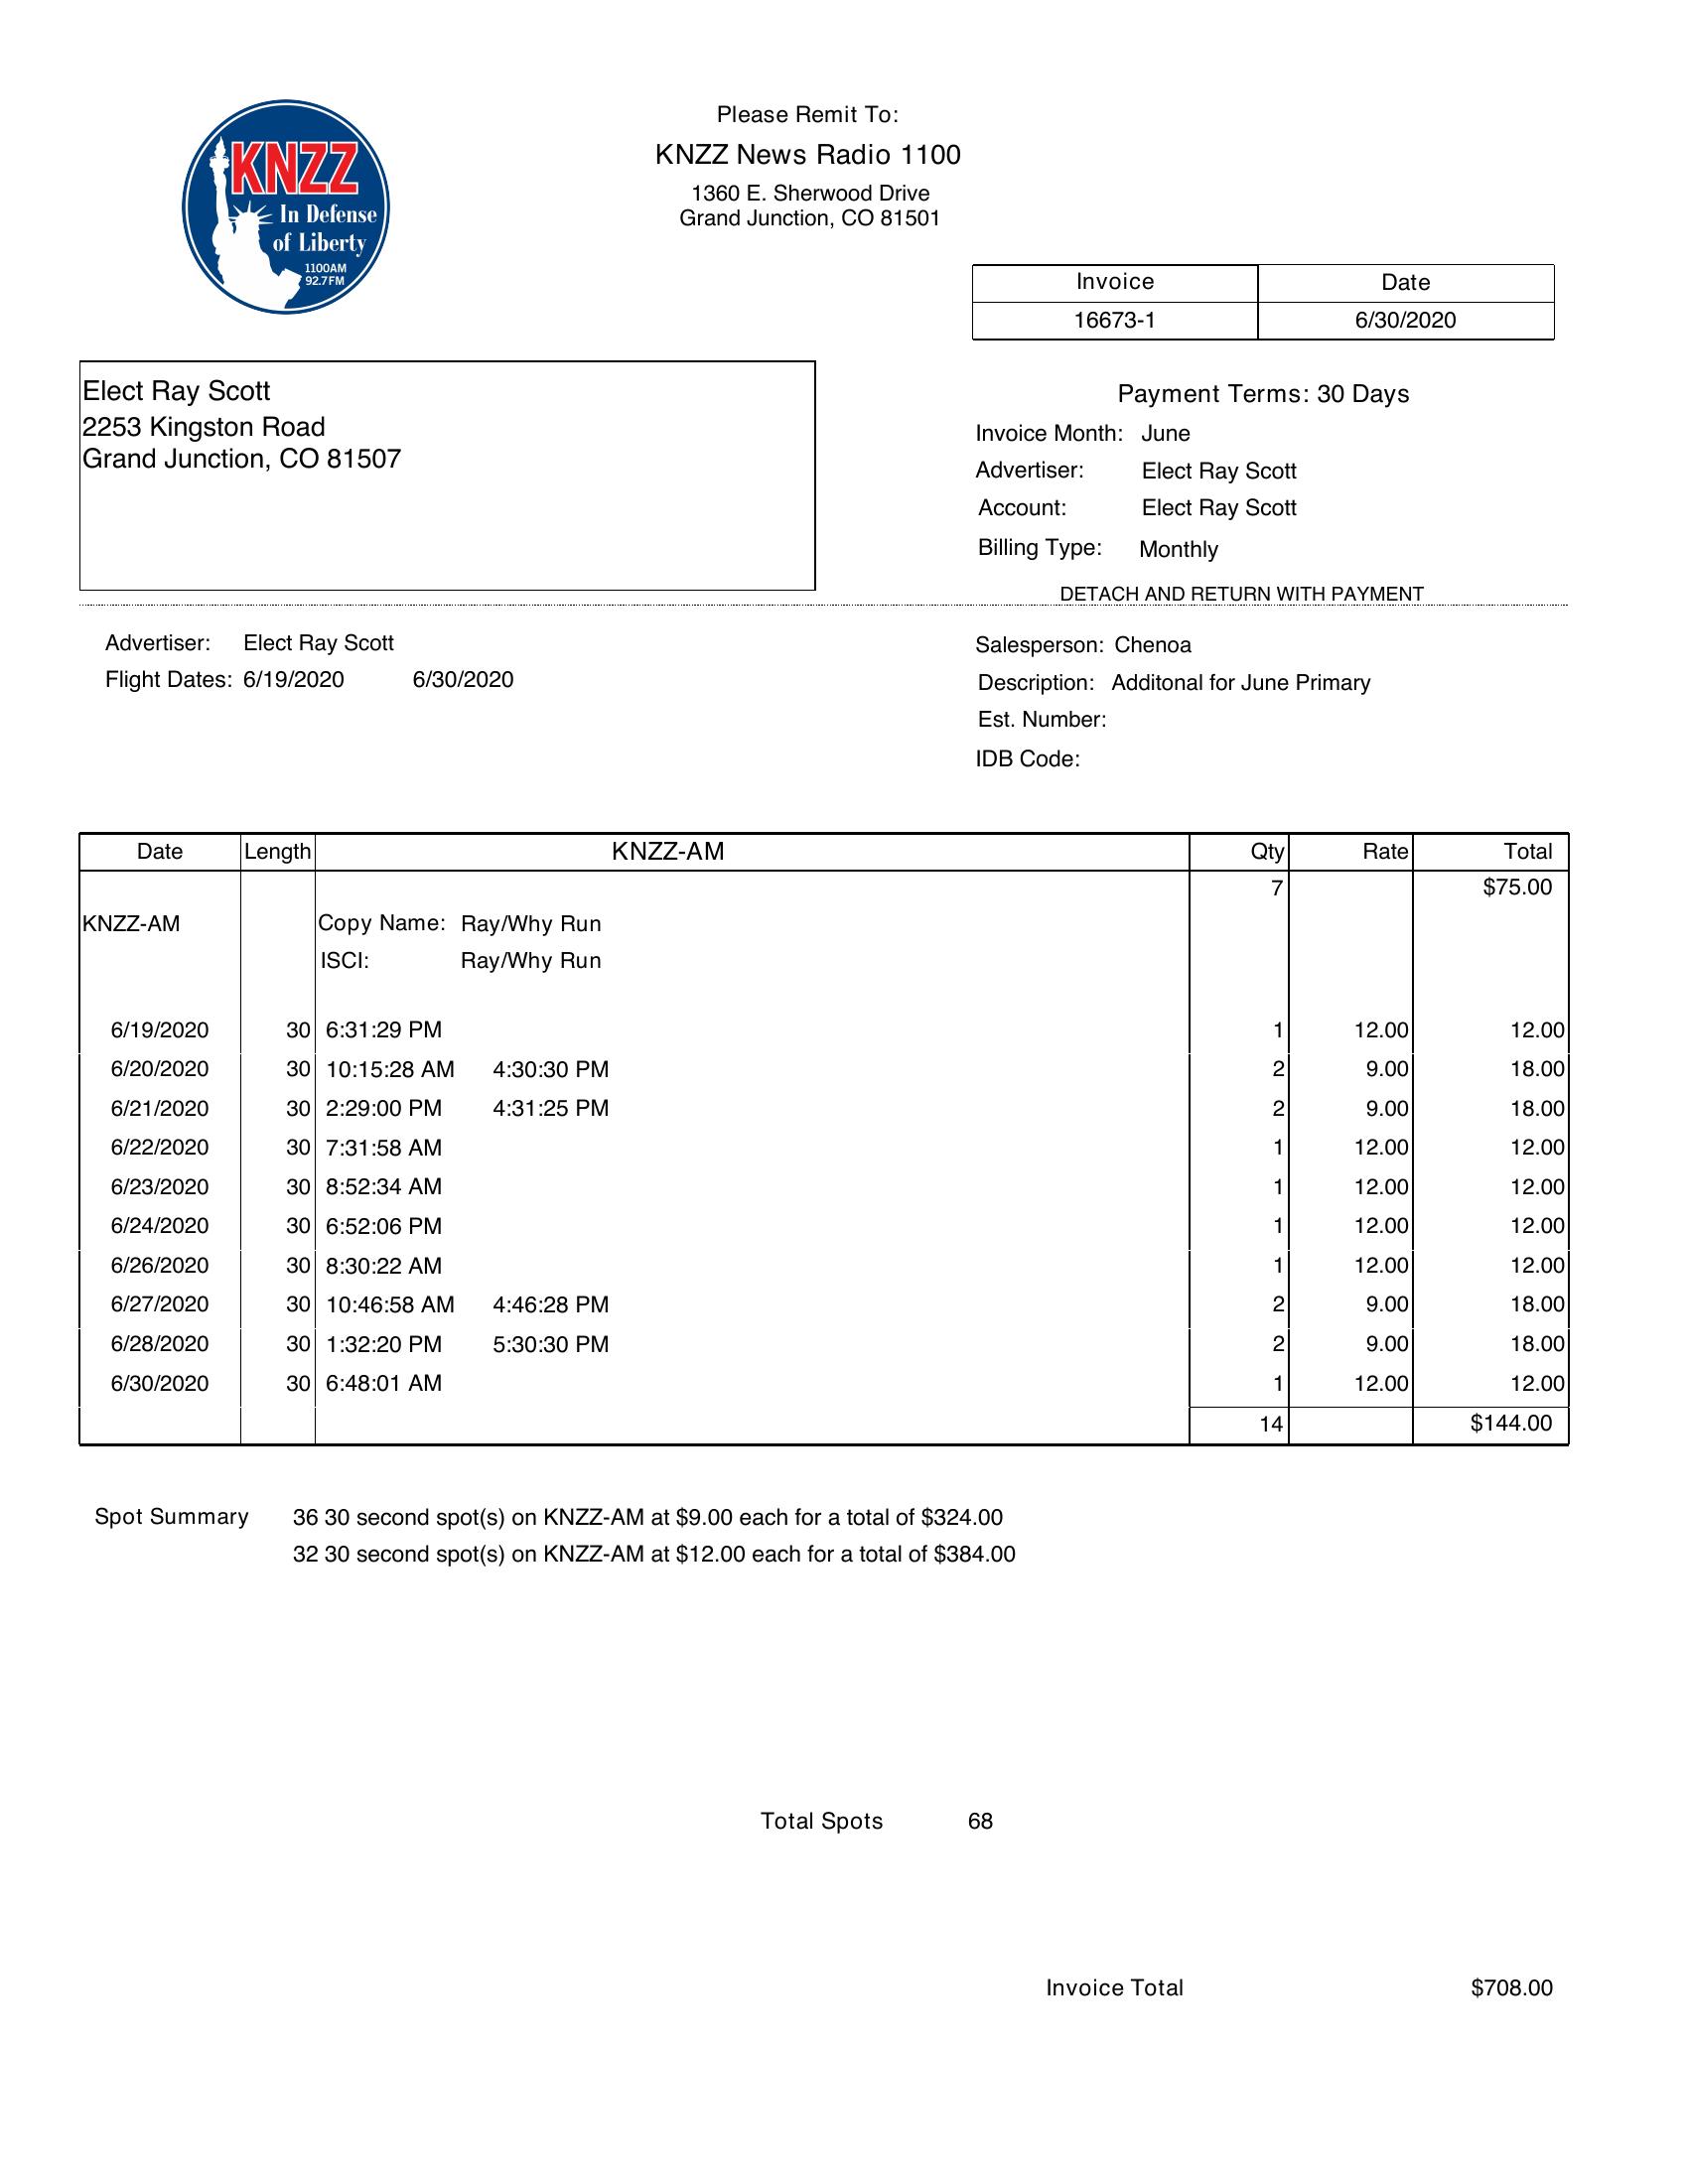 KNZZ
In Defense
of Liberty
1100AM
92.7FM
Please Remit To:
KNZZ News Radio 1100
1360 E. Sherwood Drive
Grand Junction, CO 81501
Invoice Date
16673-1 6/30/2020
Elect Ray Scott
2253 Kingston Road
Grand Junction, CO 81507
Payment Terms: 30 Days
Invoice Month: June
Advertiser: Elect Ray Scott
Account: Elect Ray Scott
Billing Type: Monthly
DETACH AND RETURN WITH PAYMENT
Advertiser: Elect Ray Scott
Flight Dates: 6/19/2020 6/30/2020
Salesperson: Chenoa
Description: Additonal for June Primary
Est. Number:
IDB Code:
Date Length KNZZ-AM Qty Rate Total
7 $75.00
KNZZ-AM Copy Name: Ray/Why Run
ISCI: Ray/Why Run
6/19/2020 30 6:31:29 PM 1 12.00 12.00
6/20/2020 30 10:15:28 AM 4:30:30 PM 2 9.00 18.00
6/21/2020 30 2:29:00 PM 4:31:25 PM 2 9.00 18.00
6/22/2020 30 7:31:58 AM 1 12.00 12.00
6/23/2020 30 8:52:34 AM 1 12.00 12.00
6/24/2020 30 6:52:06 PM 1 12.00 12.00
6/26/2020 30 8:30:22 AM 1 12.00 12.00
6/27/2020 30 10:46:58 AM 4:46:28 PM 2 9.00 18.00
6/28/2020 30 1:32:20 PM 5:30:30 PM 2 9.00 18.00
6/30/2020 30 6:48:01 AM 1 12.00 12.00
14 $144.00
Spot Summary 36 30 second spot(s) on KNZZ-AM at $9.00 each for a total of $324.00
32 30 second spot(s) on KNZZ-AM at $12.00 each for a total of $384.00
Total Spots 68
Invoice Total $708.00